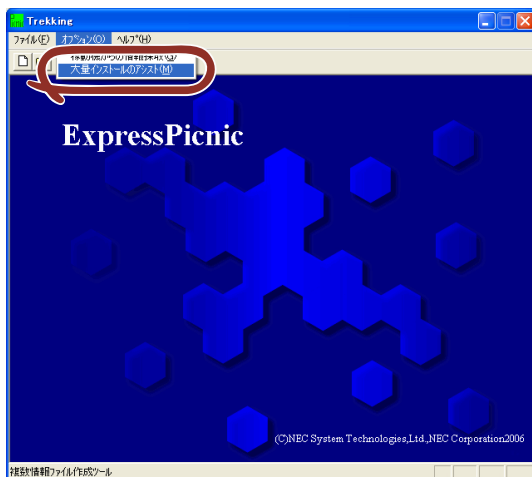 Trekking
ファイル(F) オプション(O) ヘルプ(H)
大量インストールのアシスト(M)
ExpressPicnic
(C)NEC System Technologies,Ltd.,NEC Corporation2006
複数情報ファイル作成ツール